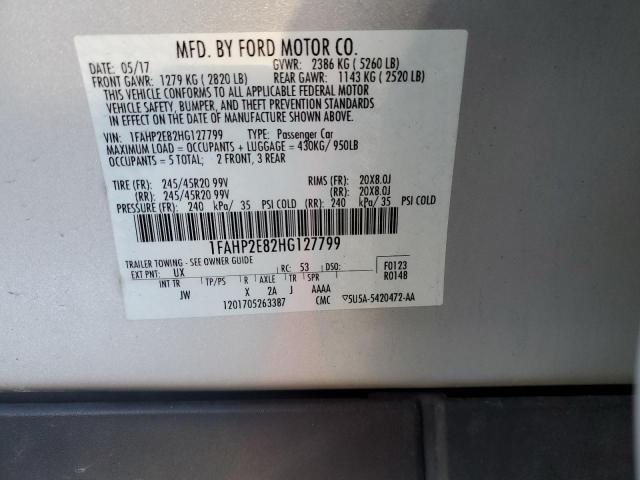 MFD. BY FORD MOTOR CO.
DATE: 05/17 GVWR: 2386 KG ( 5260 LB)
FRONT GAWR: 1279 KG ( 2820 LB) REAR GAWR: 1143 KG ( 2520 LB)
THIS VEHICLE CONFORMS TO ALL APPLICABLE FEDERAL MOTOR
VEHICLE SAFETY, BUMPER, AND THEFT PREVENTION STANDARDS
IN EFFECT ON THE DATE OF MANUFACTURE SHOWN ABOVE.
VIN: 1FAHP2E82HG127799 TYPE: Passenger Car
MAXIMUM LOAD = OCCUPANTS + LUGGAGE = 430KG/ 950LB
OCCUPANTS = 5 TOTAL; 2 FRONT, 3 REAR
TIRE (FR): 245/45R20 99V RIMS (FR): 20X8.0J
(RR): 245/45R20 99V (RR): 20X8.0J
PRESSURE (FR): 240 kPa/ 35 PSI COLD (RR): 240 kPa/ 35 PSI COLD
1FAHP2E82HG127799
TRAILER TOWING - SEE OWNER GUIDE
EXT PNT: UX RC: 53 DSO: F0123
INT TR TP/PS R AXLE TR SPR R0148
JW X 2A J AAAA
1201705263387 CMC 5U5A-5420472-AA